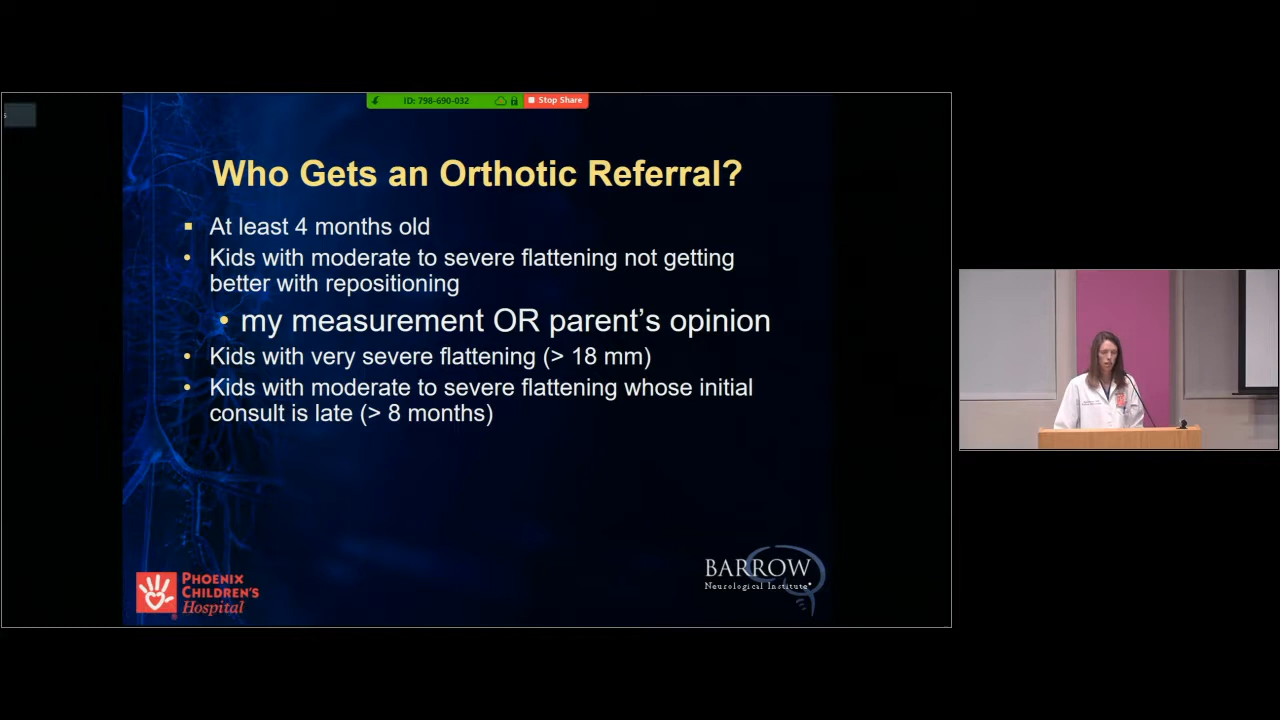 ID: 798-690-032
Stop Share
Who Gets an Orthotic Referral?
At least 4 months old
Kids with moderate to severe flattening not getting
better with repositioning
my measurement OR parent's opinion
Kids with very severe flattening (> 18 mm)
Kids with moderate to severe flattening whose initial
consult is late (> 8 months)
PHOENIX
CHILDREN'S
Hospital
BARROW
Neurological Institute®